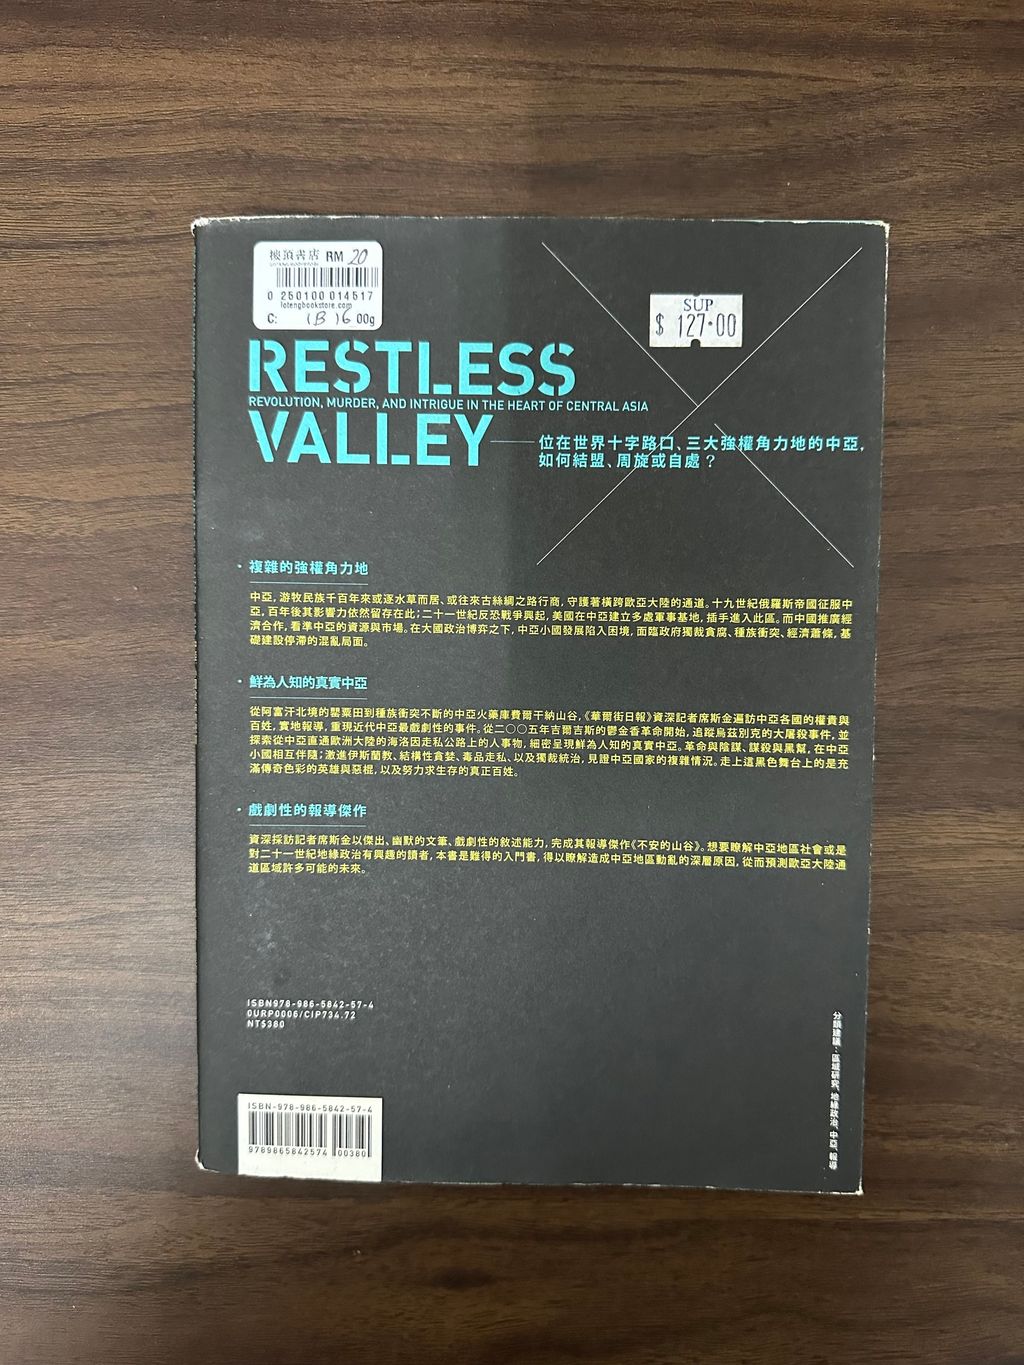 樓頂書店 RM 20
0 250100 014517
lotengbookstore.com
C: 1B 16 00g
SUP
$ 127·00
RESTLESS
REVOLUTION, MURDER, AND INTRIGUE IN THE HEART OF CENTRAL ASIA
VALLEY
位在世界十字路口、三大強權角力地的中亞,
如何結盟、周旋或自處？
· 複雜的強權角力地
中亞, 游牧民族千百年來或逐水草而居、或往來古絲綢之路行商, 守護著橫跨歐亞大陸的通道。十九世紀俄羅斯帝國征服中
亞, 百年後其影響力依然留存在此; 二十一世紀反恐戰爭興起, 美國在中亞建立多處軍事基地, 插手進入此區。而中國推廣經
濟合作, 看準中亞的資源與市場。在大國政治博弈之下, 中亞小國發展陷入困境, 面臨政府獨裁貪腐、種族衝突、經濟蕭條, 基
礎建設停滯的混亂局面。
· 鮮為人知的真實中亞
從阿富汗北境的罌粟田到種族衝突不斷的中亞火藥庫費爾干納山谷,《華爾街日報》資深記者席斯金遍訪中亞各國的權貴與
百姓, 實地報導, 重現近代中亞最戲劇性的事件。從二〇〇五年吉爾吉斯的鬱金香革命開始, 追蹤烏茲別克的大屠殺事件, 並
探索從中亞直通歐洲大陸的海洛因走私公路上的人事物, 細密呈現鮮為人知的真實中亞。革命與陰謀、謀殺與黑幫, 在中亞
小國相互伴隨; 激進伊斯蘭教、結構性貪婪、毒品走私、以及獨裁統治, 見證中亞國家的複雜情況。走上這黑色舞台上的是充
滿傳奇色彩的英雄與惡棍, 以及努力求生存的真正百姓。
· 戲劇性的報導傑作
資深採訪記者席斯金以傑出、幽默的文筆、戲劇性的敘述能力, 完成其報導傑作《不安的山谷》。想要瞭解中亞地區社會或是
對二十一世紀地緣政治有興趣的讀者, 本書是難得的入門書, 得以瞭解造成中亞地區動亂的深層原因, 從而預測歐亞大陸通
道區域許多可能的未來。
ISBN978-986-5842-57-4
0URP0006/CIP734.72
NT$380
分類建議：區域研究、地緣政治、中亞、報導
ISBN-978-986-5842-57-4
9789865842574 00380